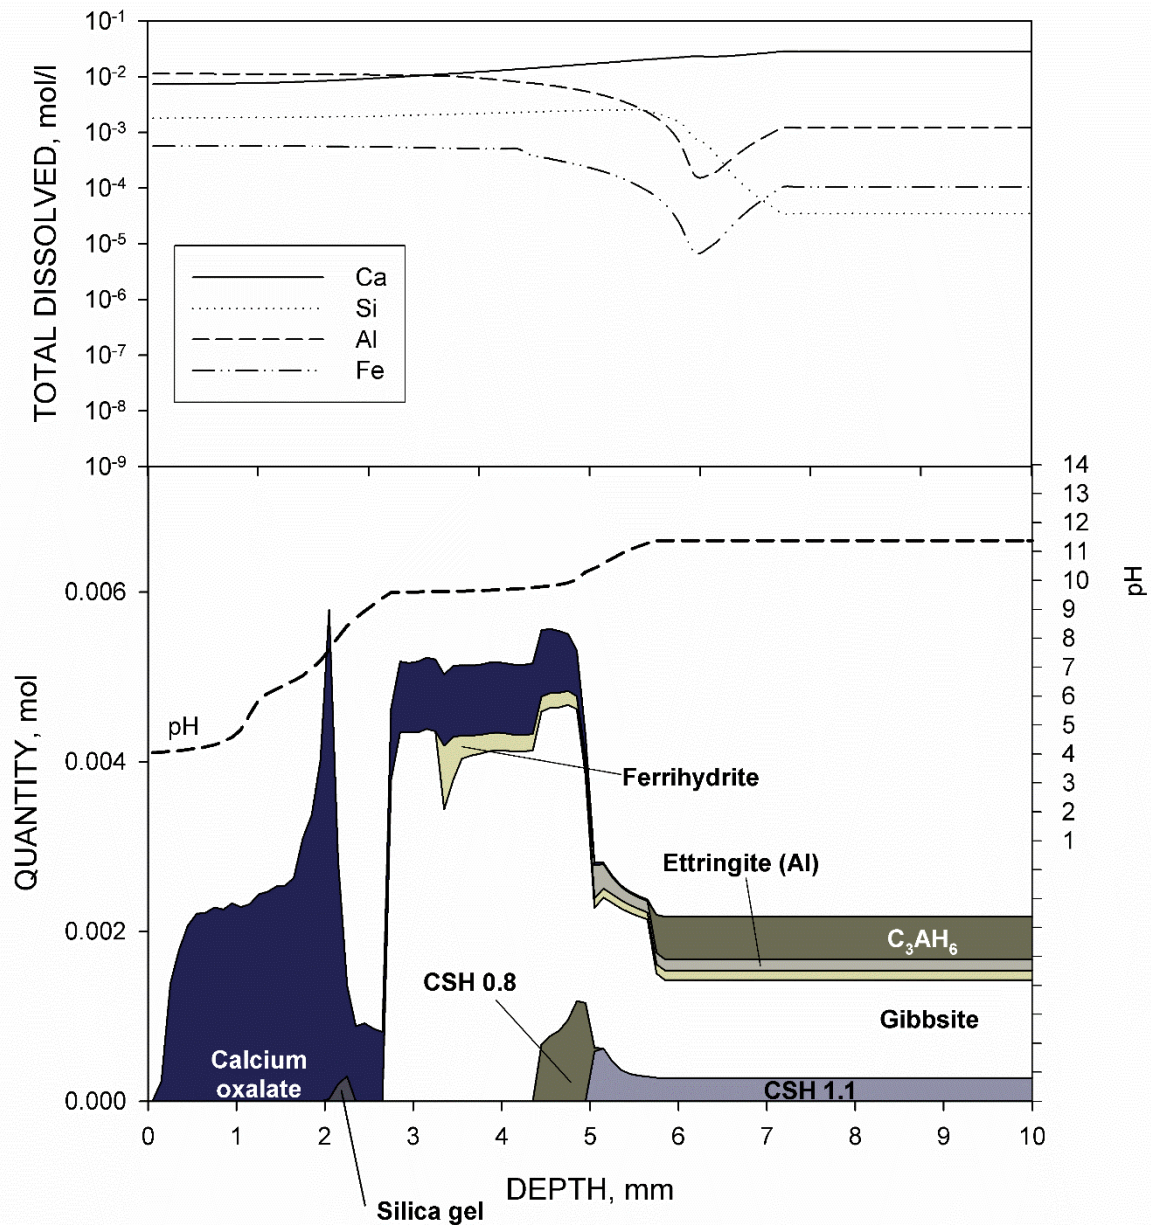 10-1
10-2
10-3
10-4
10-5
10-6
10-7
10-8
10-9
TOTAL DISSOLVED, mol/l
Ca
Si
Al
Fe
14
13
12
11
10
9
8
7
6
5
4
3
2
1
pH
0.006
0.004
0.002
0.000
QUANTITY, mol
pH
Ferrihydrite
Ettringite (Al)
C3AH6
CSH 0.8
Gibbsite
Calcium
oxalate
CSH 1.1
0 1 2 3 4 5 6 7 8 9 10
DEPTH, mm
Silica gel